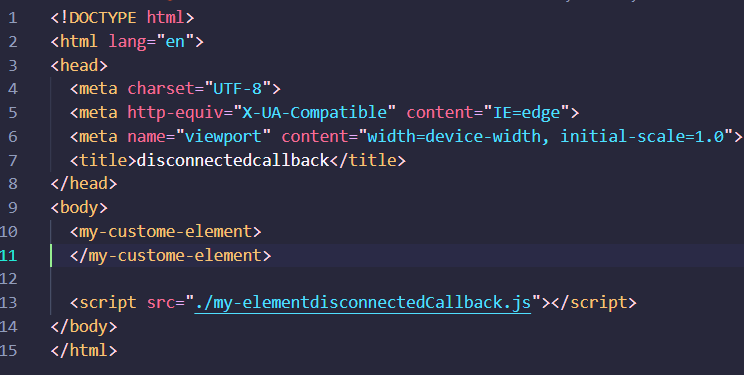 1 <!DOCTYPE html>
2 <html lang="en">
3 <head>
4 <meta charset="UTF-8">
5 <meta http-equiv="X-UA-Compatible" content="IE=edge">
6 <meta name="viewport" content="width=device-width, initial-scale=1.0">
7 <title>disconnectedcallback</title>
8 </head>
9 <body>
10 <my-custome-element>
11 </my-custome-element>
12
13 <script src="./my-elementdisconnectedCallback.js"></script>
14 </body>
15 </html>